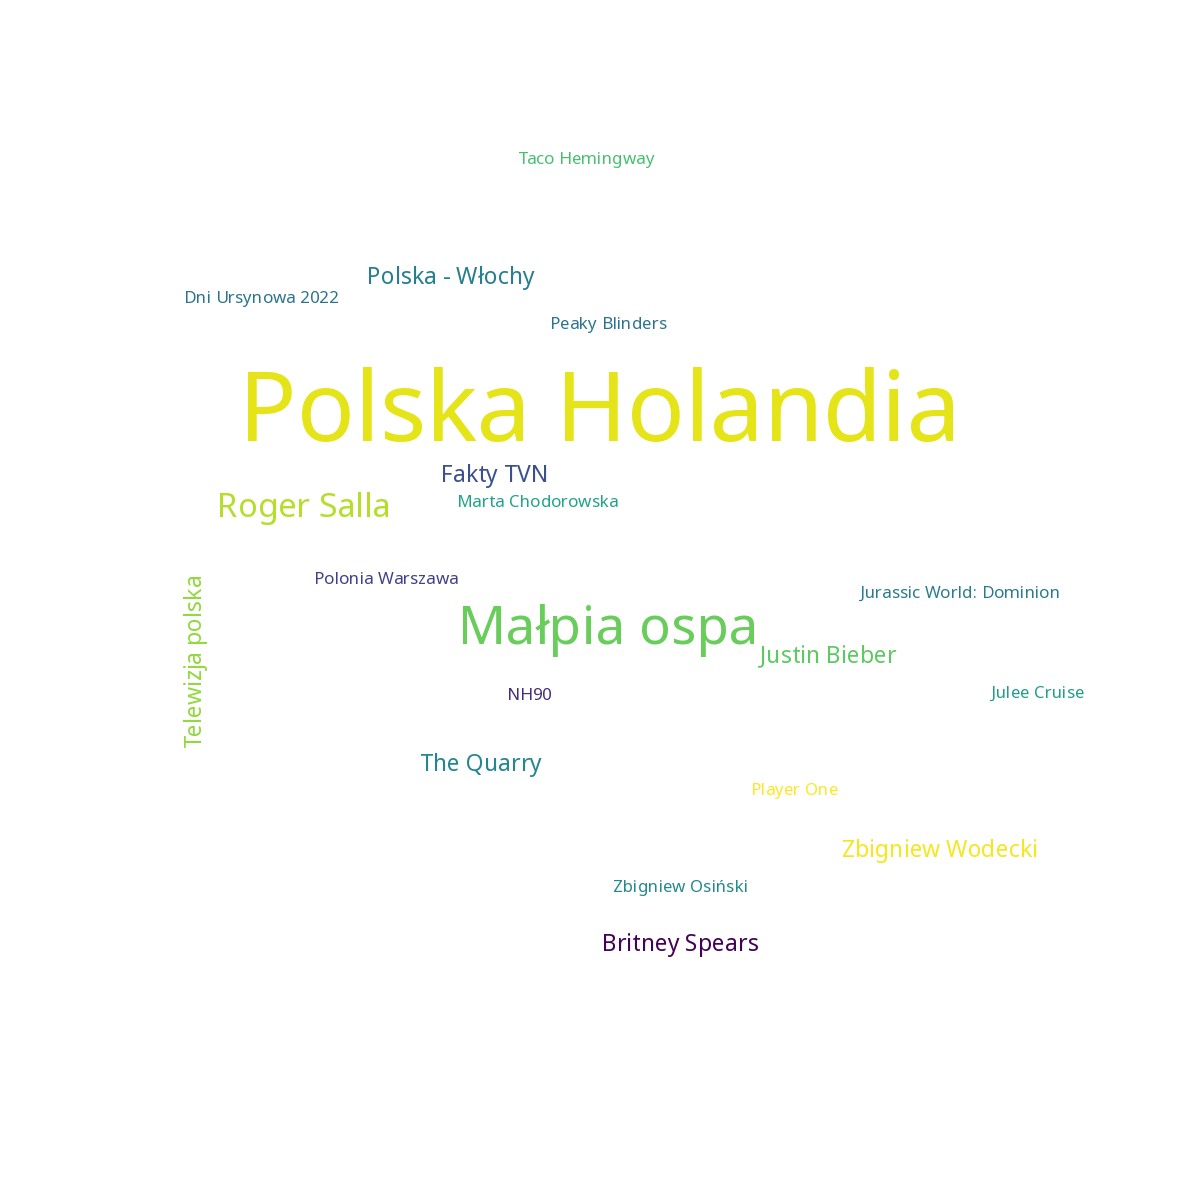 Taco Hemingway
Polska - Włochy
Dni Ursynowa 2022
Peaky Blinders
Polska Holandia
Fakty TVN
Marta Chodorowska
Roger Salla
Polonia Warszawa
Telewizja polska
Jurassic World: Dominion
Małpia ospa
Justin Bieber
NH90
Julee Cruise
The Quarry
Player One
Zbigniew Wodecki
Zbigniew Osiński
Britney Spears